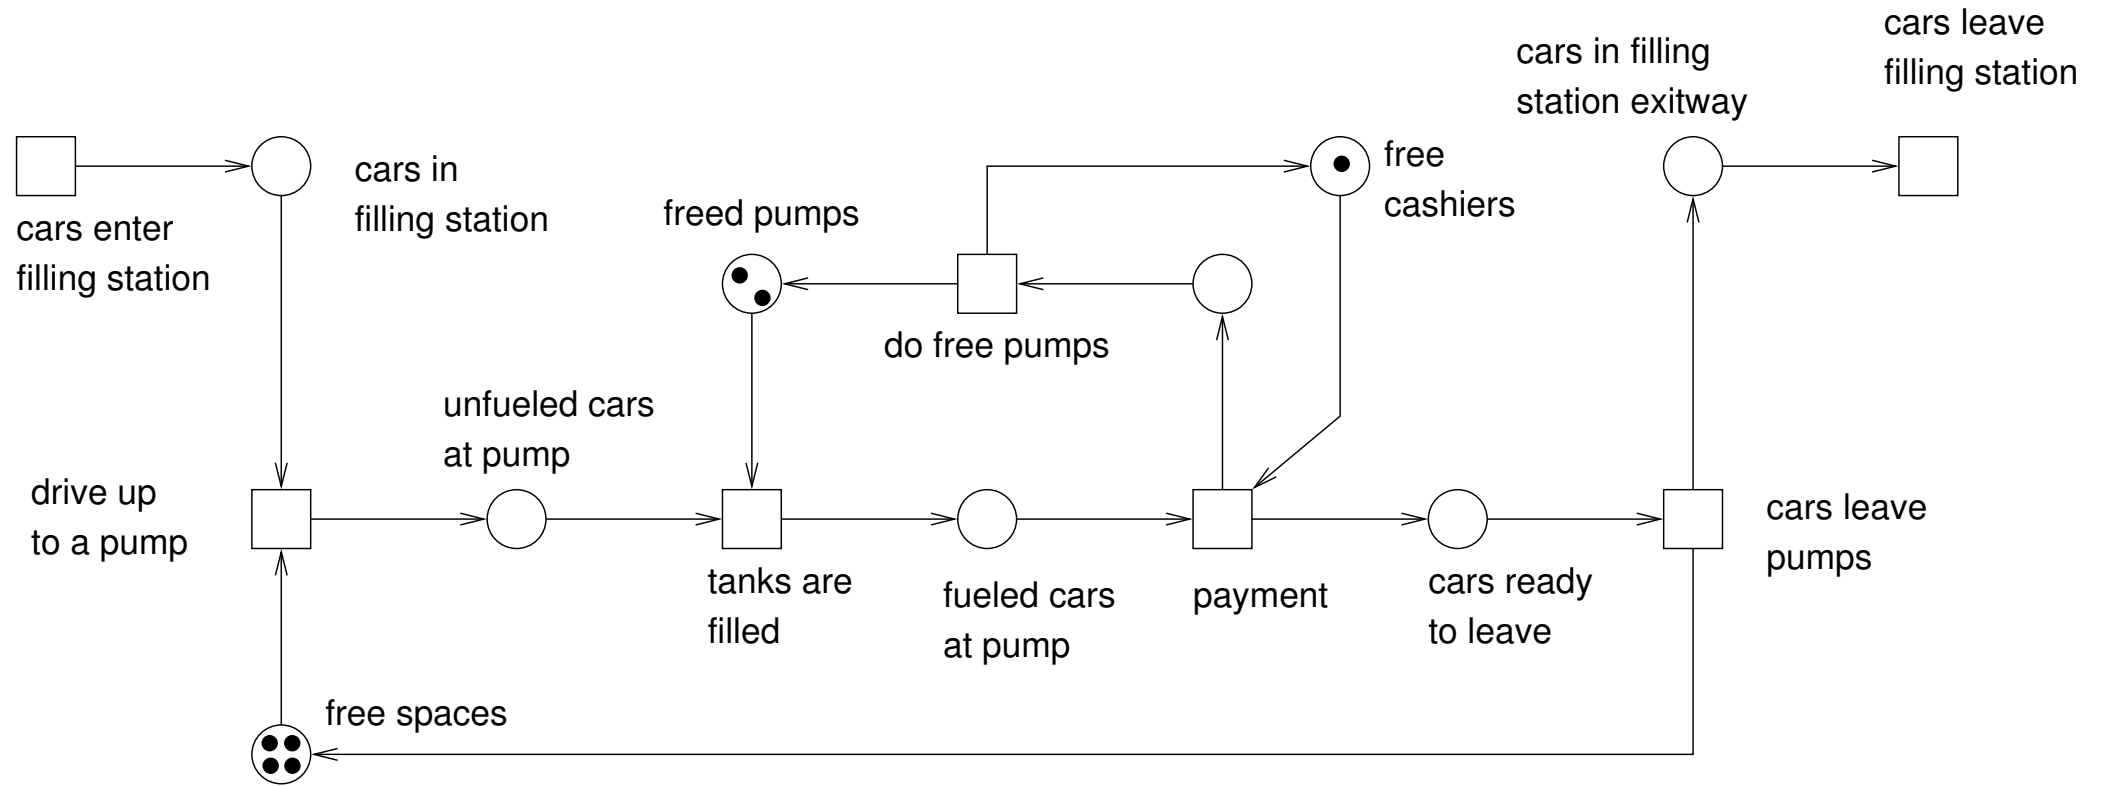 cars leave
filling station
cars in filling
station exitway
free
cashiers
cars in
filling station
freed pumps
cars enter
filling station
do free pumps
unfueled cars
at pump
drive up
to a pump
cars leave
pumps
tanks are
filled
fueled cars
at pump
payment
cars ready
to leave
free spaces